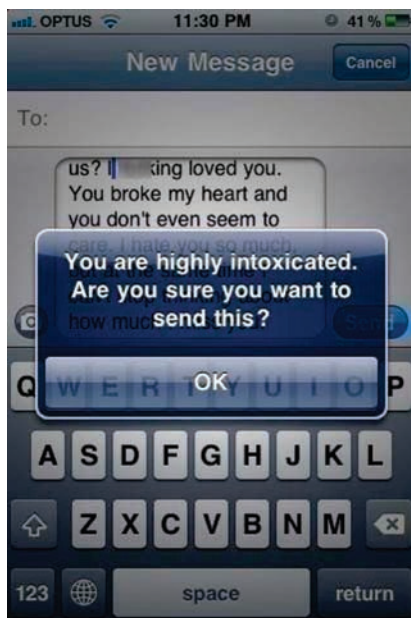 OPTUS 11:30 PM 41%
New Message Cancel
To:
us? I king loved you.
You broke my heart and
you don't even seem to
care. I hate you so much,
You are highly intoxicated.
Are you sure you want to
send this?
how much
Send
OK
Q W E R T Y U I O P
A S D F G H J K L
Z X C V B N M
123 space return